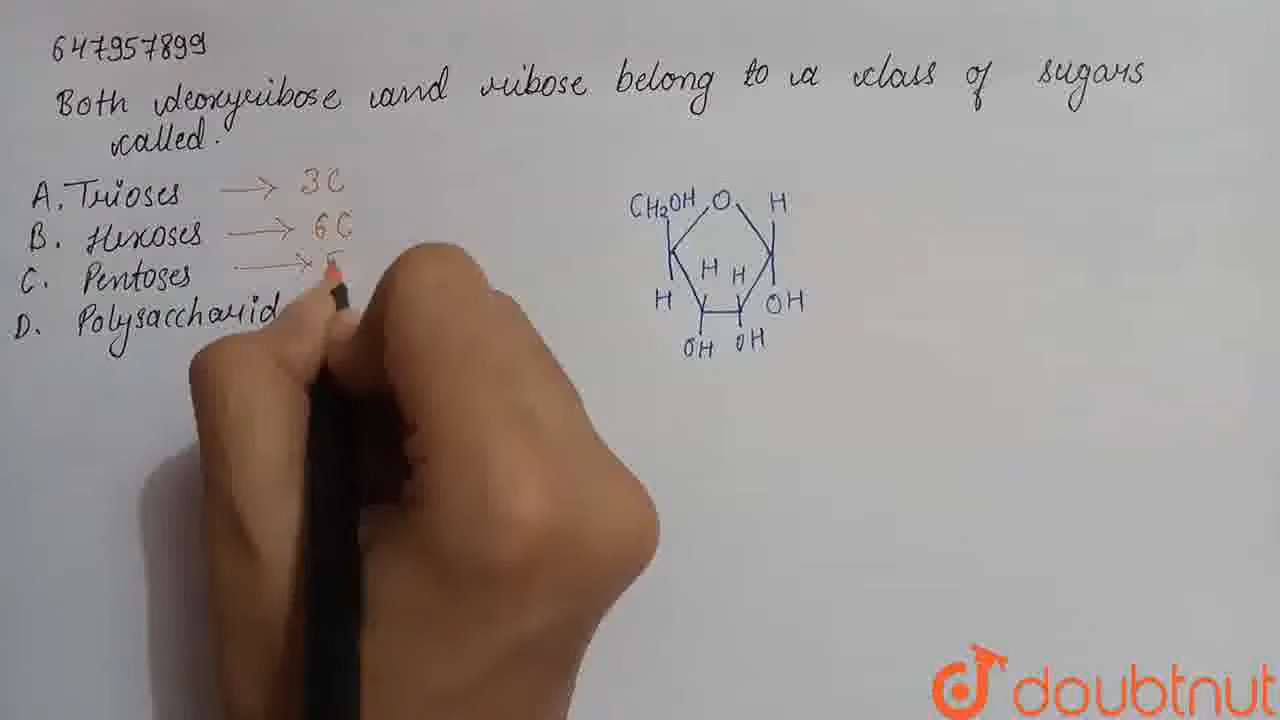 647957899
Both deoxyribose and ribose belong to a class of sugars
called.
A. Trioses → 3C
B. Hexoses → 6C
C. Pentoses →
D. Polysaccharid
CH₂OH O H
H H H OH
OH OH
doubtnut